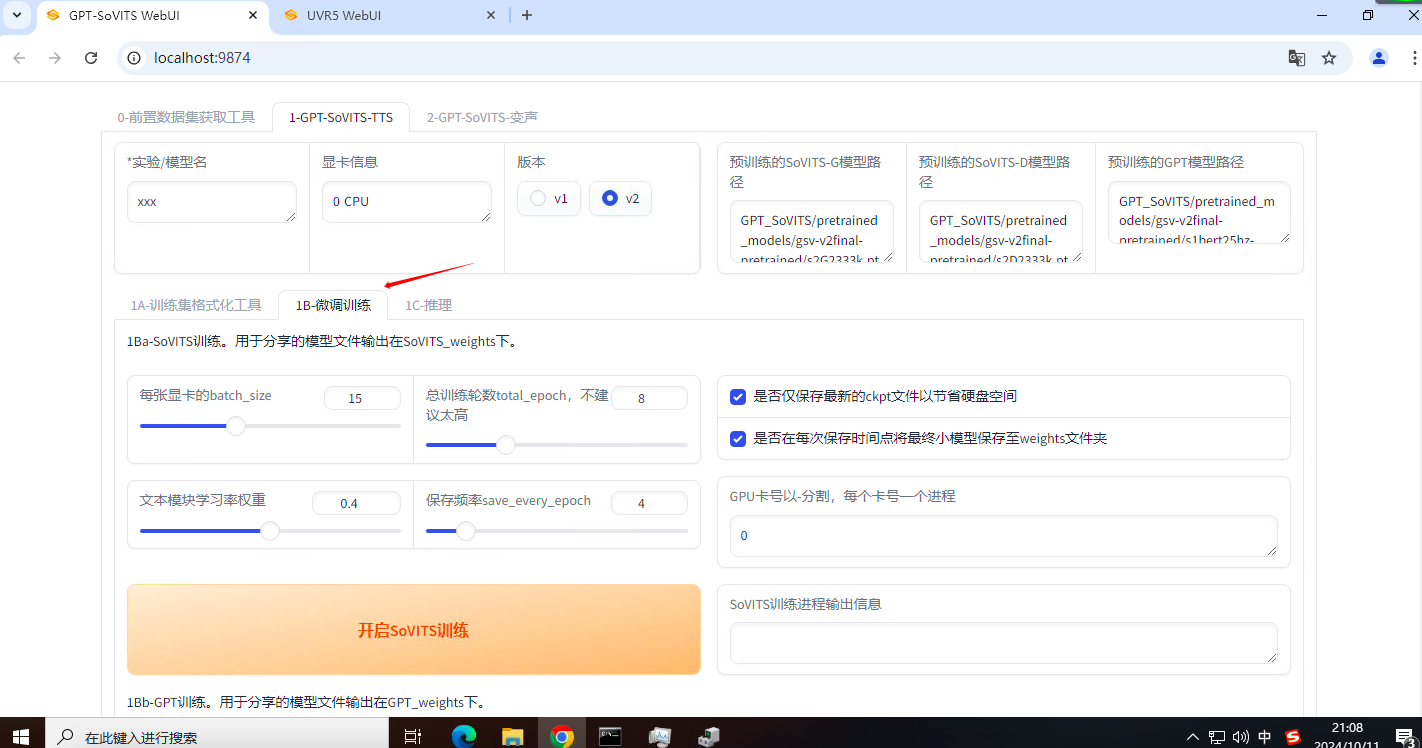 GPT-SoVITS WebUI
UVR5 WebUI
localhost:9874
0-前置数据集获取工具
1-GPT-SoVITS-TTS
2-GPT-SoVITS-变声
*实验/模型名
xxx
显卡信息
0 CPU
版本
v1
v2
预训练的SoVITS-G模型路
径
GPT_SoVITS/pretrained
_models/gsv-v2final-
pretrained/s2G2333k.pt
预训练的SoVITS-D模型路
径
GPT_SoVITS/pretrained
_models/gsv-v2final-
pretrained/s2D2333k.pt
预训练的GPT模型路径
GPT_SoVITS/pretrained_m
odels/gsv-v2final-
pretrained/s1bert25hz-
1A-训练集格式化工具
1B-微调训练
1C-推理
1Ba-SoVITS训练。用于分享的模型文件输出在SoVITS_weights下。
每张显卡的batch_size
15
总训练轮数total_epoch，不建
议太高
8
是否仅保存最新的ckpt文件以节省硬盘空间
是否在每次保存时间点将最终小模型保存至weights文件夹
文本模块学习率权重
0.4
保存频率save_every_epoch
4
GPU卡号以-分割，每个卡号一个进程
0
开启SoVITS训练
SoVITS训练进程输出信息
1Bb-GPT训练。用于分享的模型文件输出在GPT_weights下。
在此键入进行搜索
中
21:08
2024/10/11